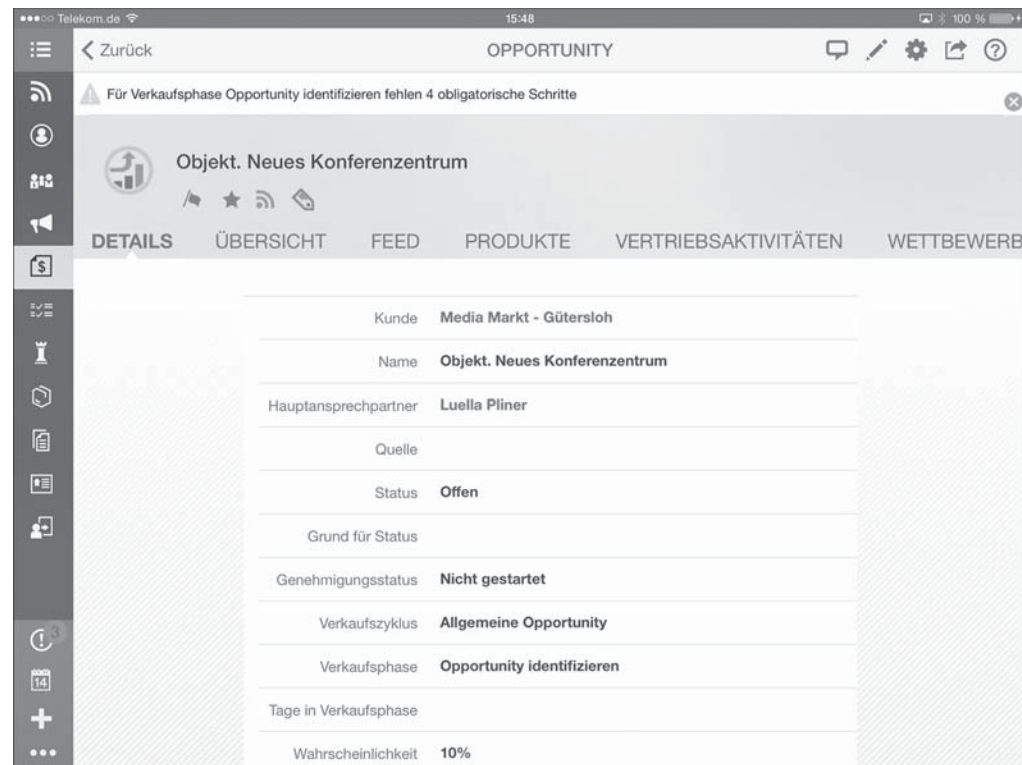 Telekom.de 15:48 100 %
Zurück OPPORTUNITY
Für Verkaufsphase Opportunity identifizieren fehlen 4 obligatorische Schritte
Objekt. Neues Konferenzentrum
DETAILS ÜBERSICHT FEED PRODUKTE VERTRIEBSAKTIVITÄTEN WETTBEWERB
Kunde Media Markt - Gütersloh
Name Objekt. Neues Konferenzentrum
Hauptansprechpartner Luella Pliner
Quelle
Status Offen
Grund für Status
Genehmigungsstatus Nicht gestartet
Verkaufszyklus Allgemeine Opportunity
Verkaufsphase Opportunity identifizieren
Tage in Verkaufsphase
Wahrscheinlichkeit 10%
3
14